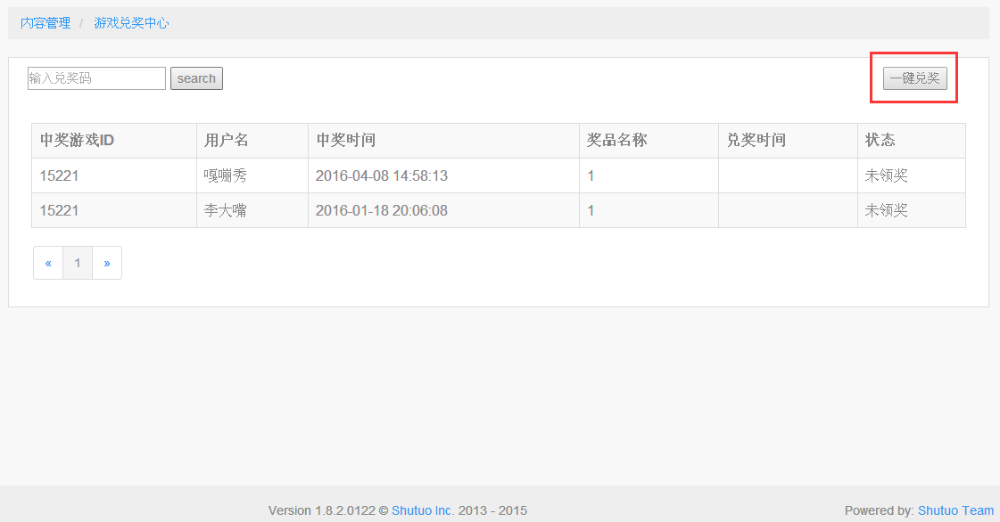 内容管理 / 游戏兑奖中心
输入兑奖码 search 一键兑奖
中奖游戏ID 用户名 中奖时间 奖品名称 兑奖时间 状态
15221 嘎嘣秀 2016-04-08 14:58:13 1 未领奖
15221 李大嘴 2016-01-18 20:06:08 1 未领奖
« 1 »
Version 1.8.2.0122 © Shutuo Inc. 2013 - 2015 Powered by: Shutuo Team